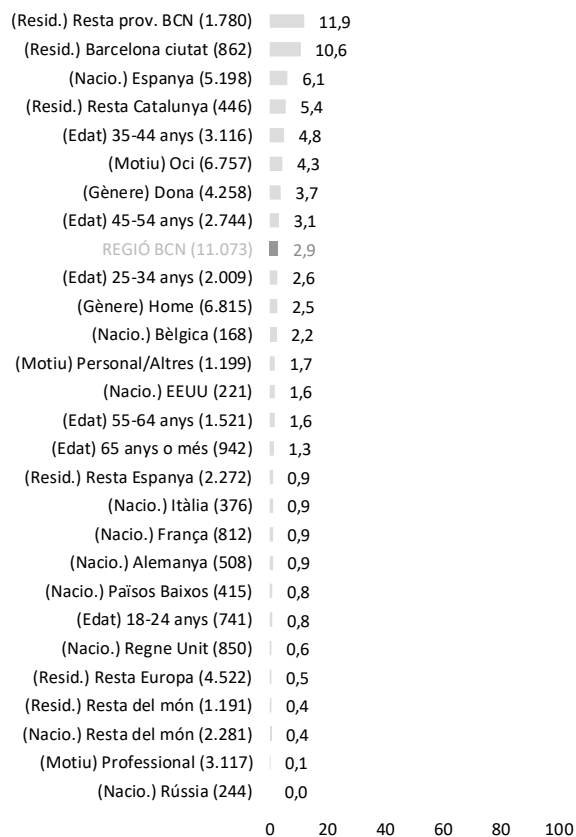 (Resid.) Resta prov. BCN (1.780) 11,9
(Resid.) Barcelona ciutat (862) 10,6
(Nacio.) Espanya (5.198) 6,1
(Resid.) Resta Catalunya (446) 5,4
(Edat) 35-44 anys (3.116) 4,8
(Motiu) Oci (6.757) 4,3
(Gènere) Dona (4.258) 3,7
(Edat) 45-54 anys (2.744) 3,1
REGIÓ BCN (11.073) 2,9
(Edat) 25-34 anys (2.009) 2,6
(Gènere) Home (6.815) 2,5
(Nacio.) Bèlgica (168) 2,2
(Motiu) Personal/Altres (1.199) 1,7
(Nacio.) EEUU (221) 1,6
(Edat) 55-64 anys (1.521) 1,6
(Edat) 65 anys o més (942) 1,3
(Resid.) Resta Espanya (2.272) 0,9
(Nacio.) Itàlia (376) 0,9
(Nacio.) França (812) 0,9
(Nacio.) Alemanya (508) 0,9
(Nacio.) Països Baixos (415) 0,8
(Edat) 18-24 anys (741) 0,8
(Nacio.) Regne Unit (850) 0,6
(Resid.) Resta Europa (4.522) 0,5
(Resid.) Resta del món (1.191) 0,4
(Nacio.) Resta del món (2.281) 0,4
(Motiu) Professional (3.117) 0,1
(Nacio.) Rússia (244) 0,0
0 20 40 60 80 100